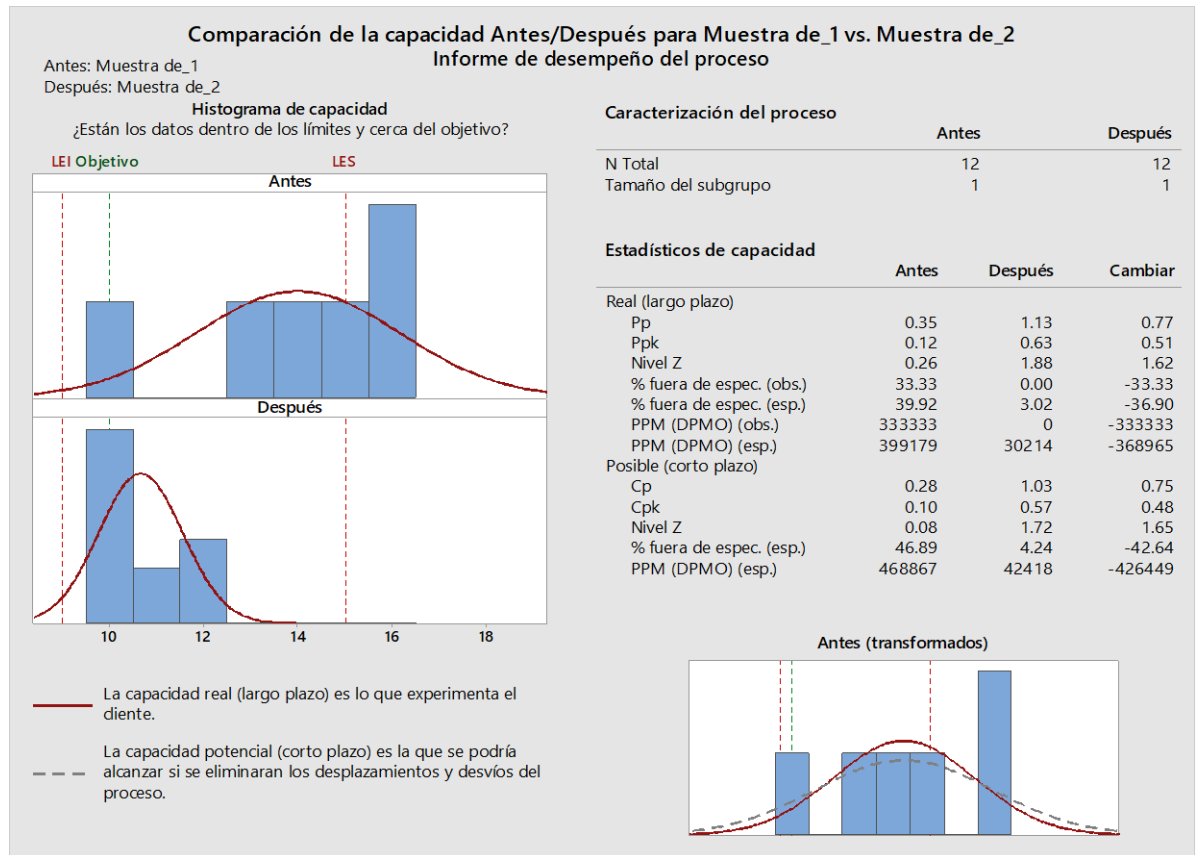 Comparación de la capacidad Antes/Después para Muestra de_1 vs. Muestra de_2
Informe de desempeño del proceso
Antes: Muestra de_1
Después: Muestra de_2
Histograma de capacidad
¿Están los datos dentro de los límites y cerca del objetivo?
LEI Objetivo LES
Antes
Después
10 12 14 16 18
La capacidad real (largo plazo) es lo que experimenta el
cliente.
La capacidad potencial (corto plazo) es la que se podría
alcanzar si se eliminaran los desplazamientos y desvíos del
proceso.
Caracterización del proceso
Antes Después
N Total 12 12
Tamaño del subgrupo 1 1
Estadísticos de capacidad
Antes Después Cambiar
Real (largo plazo)
Pp 0.35 1.13 0.77
Ppk 0.12 0.63 0.51
Nivel Z 0.26 1.88 1.62
% fuera de espec. (obs.) 33.33 0.00 -33.33
% fuera de espec. (esp.) 39.92 3.02 -36.90
PPM (DPMO) (obs.) 333333 0 -333333
PPM (DPMO) (esp.) 399179 30214 -368965
Posible (corto plazo)
Cp 0.28 1.03 0.75
Cpk 0.10 0.57 0.48
Nivel Z 0.08 1.72 1.65
% fuera de espec. (esp.) 46.89 4.24 -42.64
PPM (DPMO) (esp.) 468867 42418 -426449
Antes (transformados)